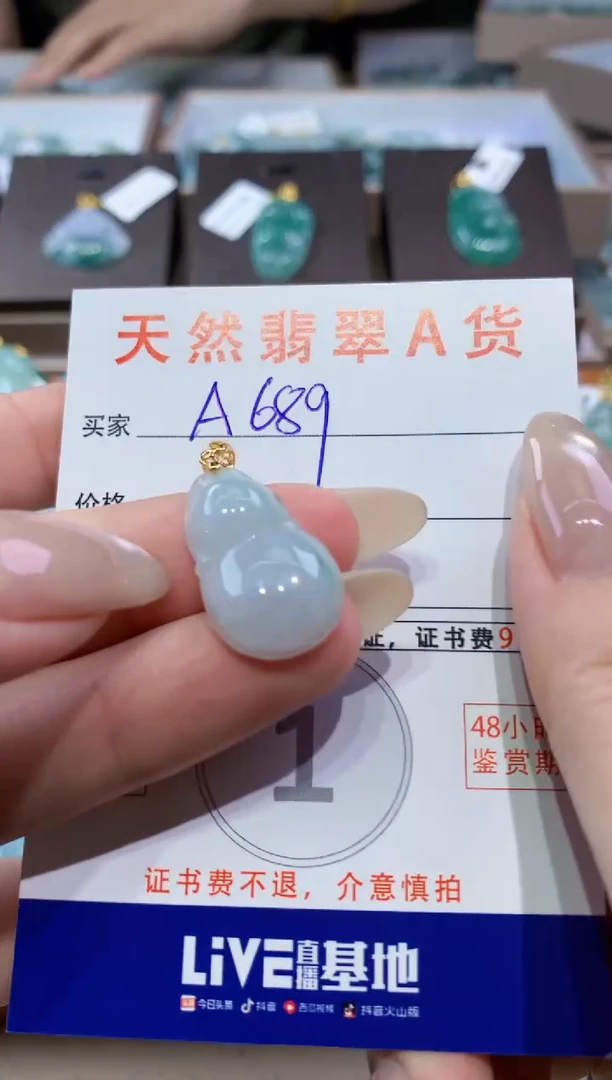 天然翡翠A货
买家 A 689
价格
证，证书费9
1
48小时
鉴赏期
证书费不退，介意慎拍
LiVE直播基地
今日头条 抖音 西瓜视频 抖音火山版